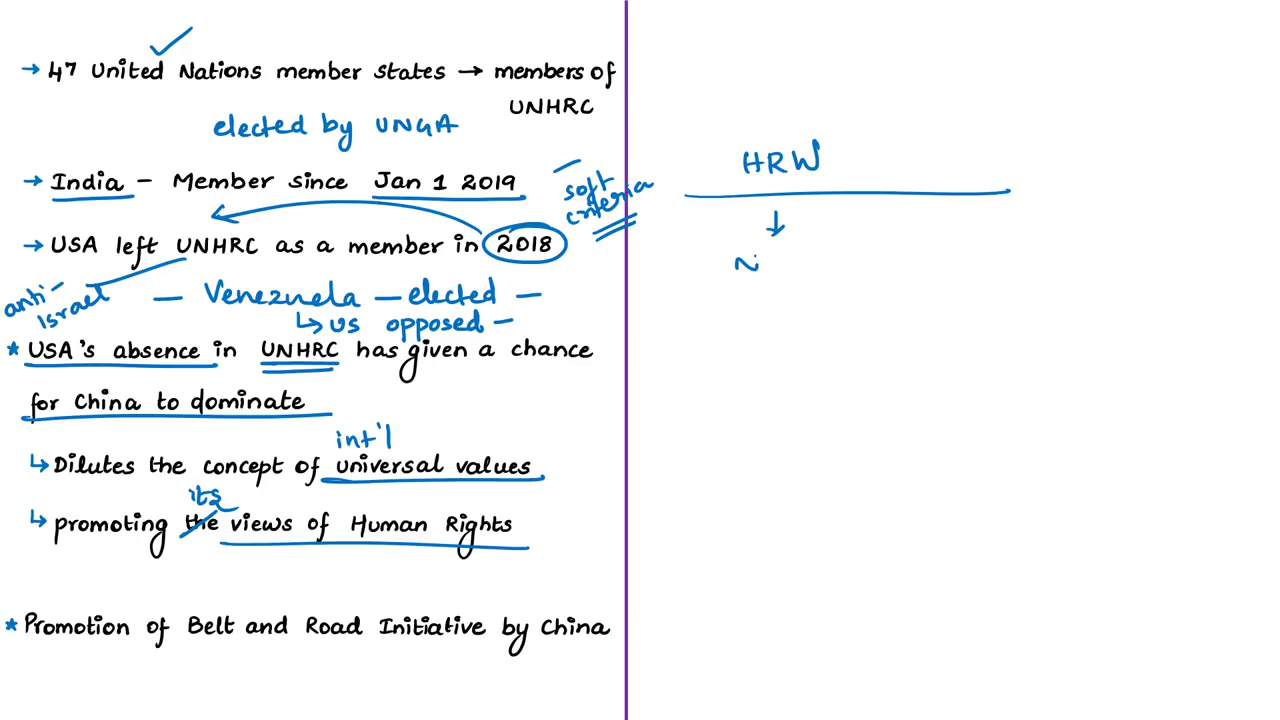 → 47 United Nations member states → members of
UNHRC
elected by UNGA
→ India – Member since Jan 1 2019
soft
criteria
→ USA left UNHRC as a member in 2018
anti-
Israel
— Venezuela — elected —
↳ US opposed —
* USA's absence in UNHRC has given a chance
for China to dominate
int'l
↳ Dilutes the concept of universal values
its
↳ promoting the views of Human Rights
* Promotion of Belt and Road Initiative by China
HRW
↓